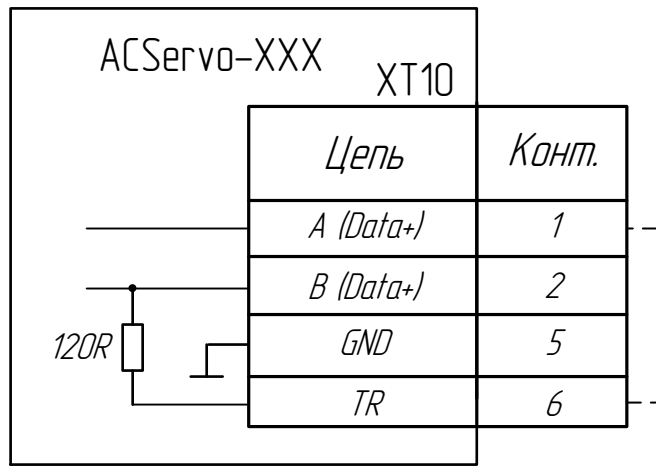 ACServo-XXX
XT10
Цепь Конт.
A (Data+) 1
B (Data+) 2
120R
GND 5
TR 6